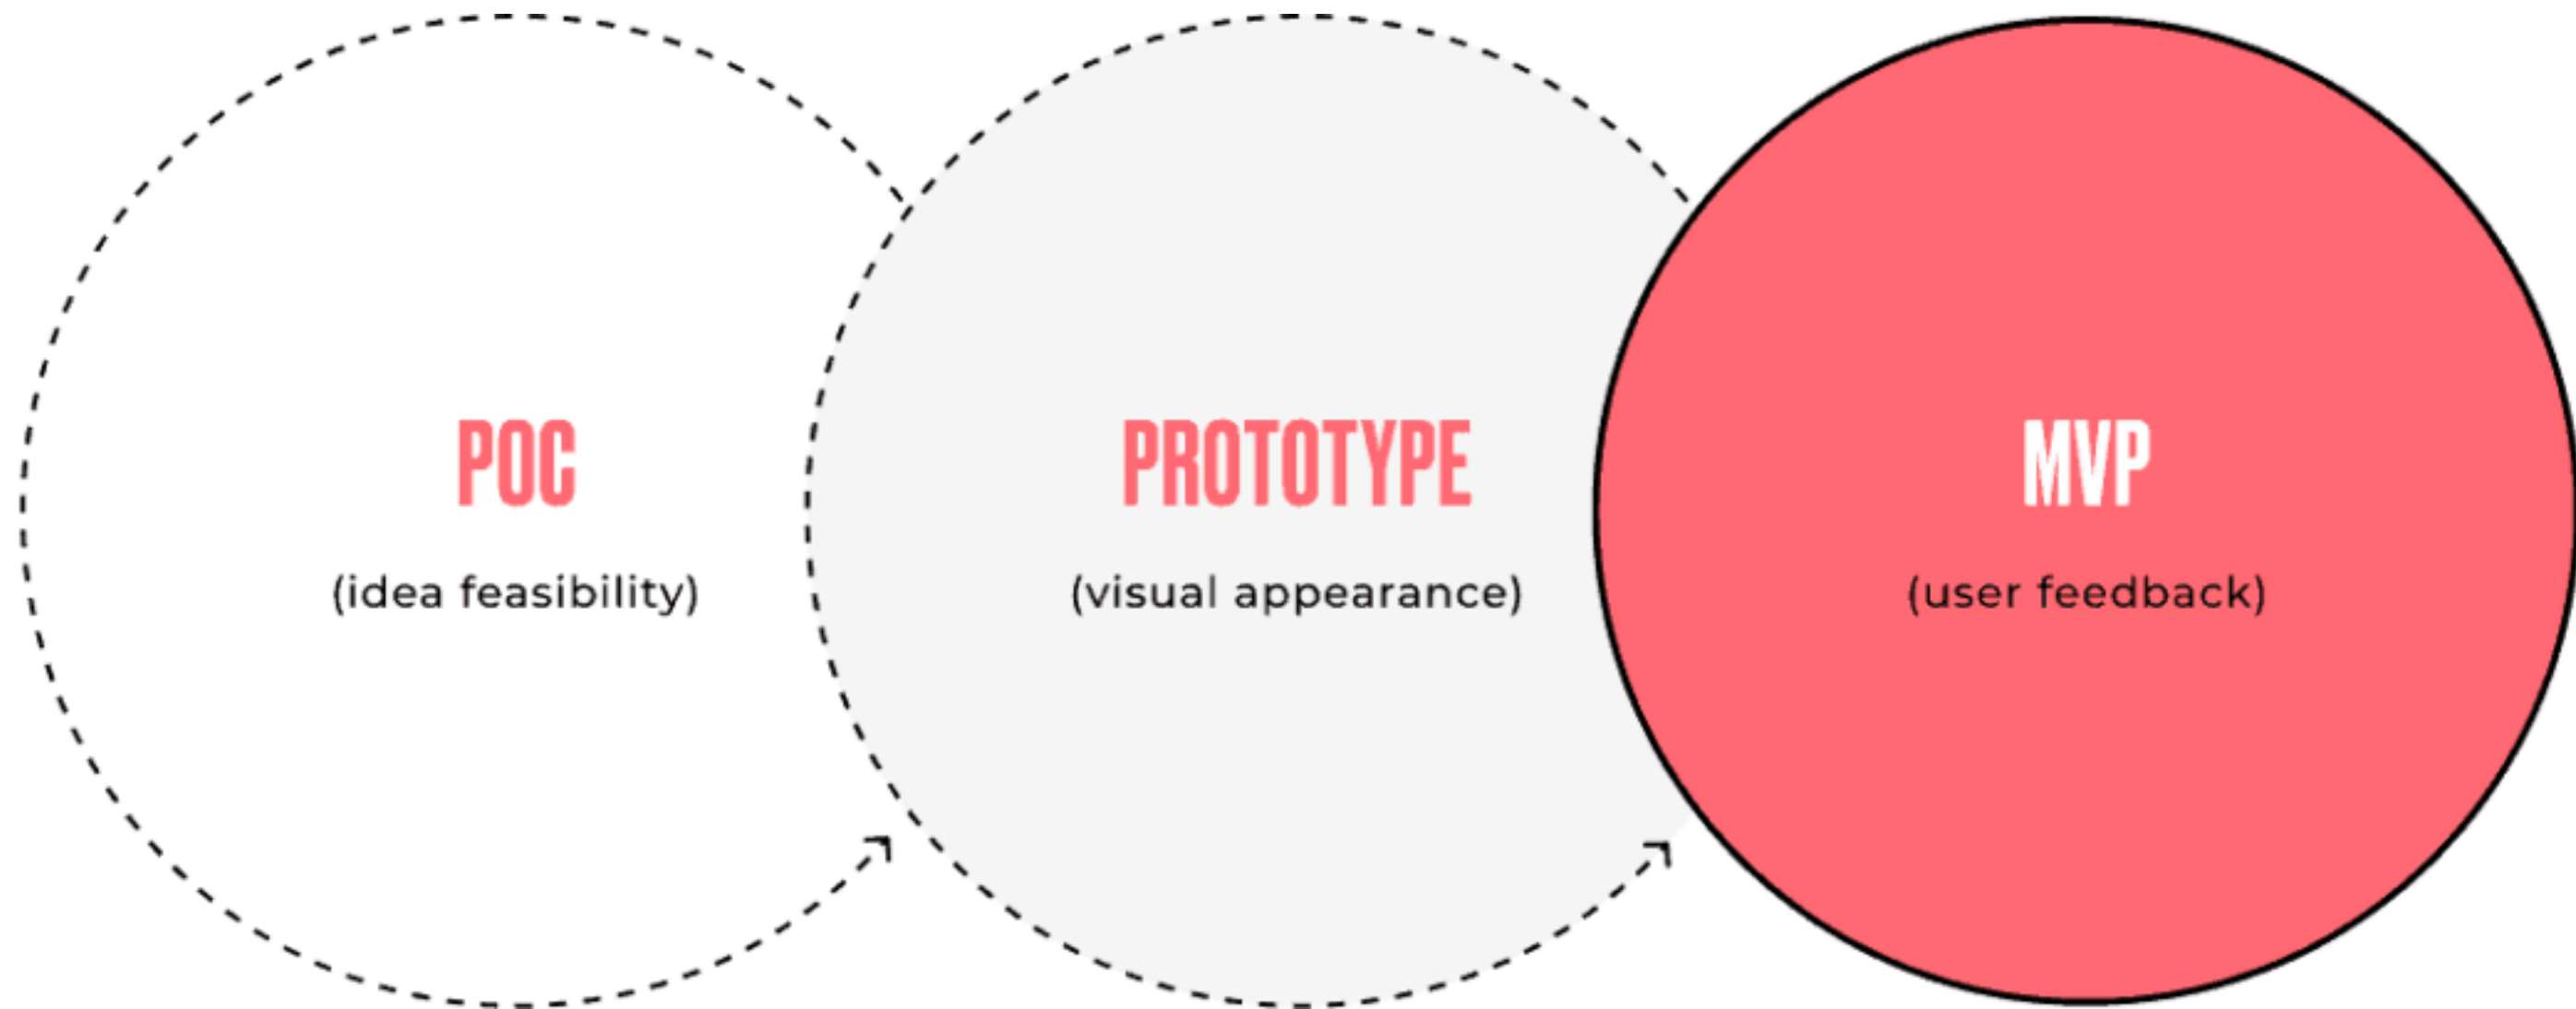 POC
(idea feasibility)
PROTOTYPE
(visual appearance)
MVP
(user feedback)